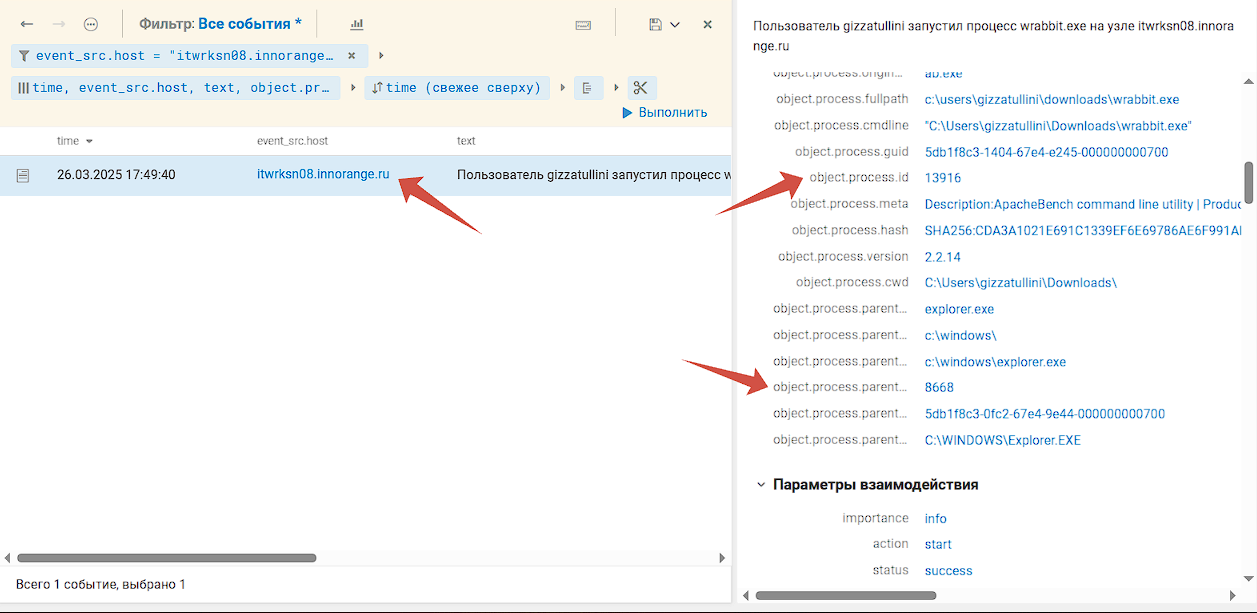 Фильтр: Все события *
event_src.host = "itwrksn08.innorange...
time, event_src.host, text, object.pr...
time (свежее сверху)
Выполнить
time
event_src.host
text
26.03.2025 17:49:40
itwrksn08.innorange.ru
Пользователь gizzatullini запустил процесс w
Всего 1 событие, выбрано 1
Пользователь gizzatullini запустил процесс wrabbit.exe на узле itwrksn08.innora
nge.ru
object.process.origin... ab.exe
object.process.fullpath c:\users\gizzatullini\downloads\wrabbit.exe
object.process.cmdline "C:\Users\gizzatullini\Downloads\wrabbit.exe"
object.process.guid 5db1f8c3-1404-67e4-e245-000000000700
object.process.id 13916
object.process.meta Description:ApacheBench command line utility | Produc
object.process.hash SHA256:CDA3A1021E691C1339EF6E69786AE6F991A
object.process.version 2.2.14
object.process.cwd C:\Users\gizzatullini\Downloads\
object.process.parent... explorer.exe
object.process.parent... c:\windows\
object.process.parent... c:\windows\explorer.exe
object.process.parent... 8668
object.process.parent... 5db1f8c3-0fc2-67e4-9e44-000000000700
object.process.parent... C:\WINDOWS\Explorer.EXE
Параметры взаимодействия
importance info
action start
status success